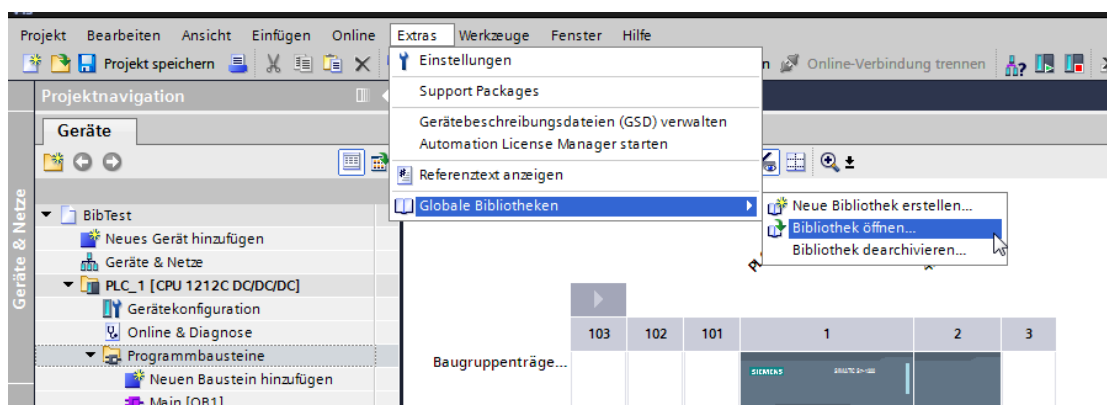 Projekt Bearbeiten Ansicht Einfügen Online Extras Werkzeuge Fenster Hilfe
Projekt speichern
Online-Verbindung trennen
Einstellungen
Support Packages
Gerätebeschreibungsdateien (GSD) verwalten
Automation License Manager starten
Referenztext anzeigen
Globale Bibliotheken
Neue Bibliothek erstellen...
Bibliothek öffnen...
Bibliothek dearchivieren...
Projektnavigation
Geräte
Geräte & Netze
BibTest
Neues Gerät hinzufügen
Geräte & Netze
PLC_1 [CPU 1212C DC/DC/DC]
Gerätekonfiguration
Online & Diagnose
Programmbausteine
Neuen Baustein hinzufügen
Main [OB1]
103 102 101 1 2 3
Baugruppenträge...
SIEMENS